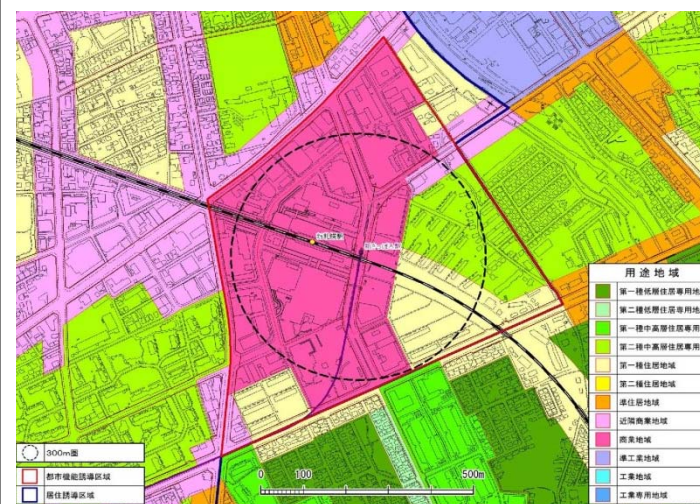 新札幌駅
用途地域
第一種低層住居専用地
第二種低層住居専用地
第一種中高層住居専用
第二種中高層住居専用
第一種住居地域
第二種住居地域
準住居地域
近隣商業地域
商業地域
準工業地域
工業地域
工業専用地域
300m圏
都市機能誘導区域
居住誘導区域
0 100 500m